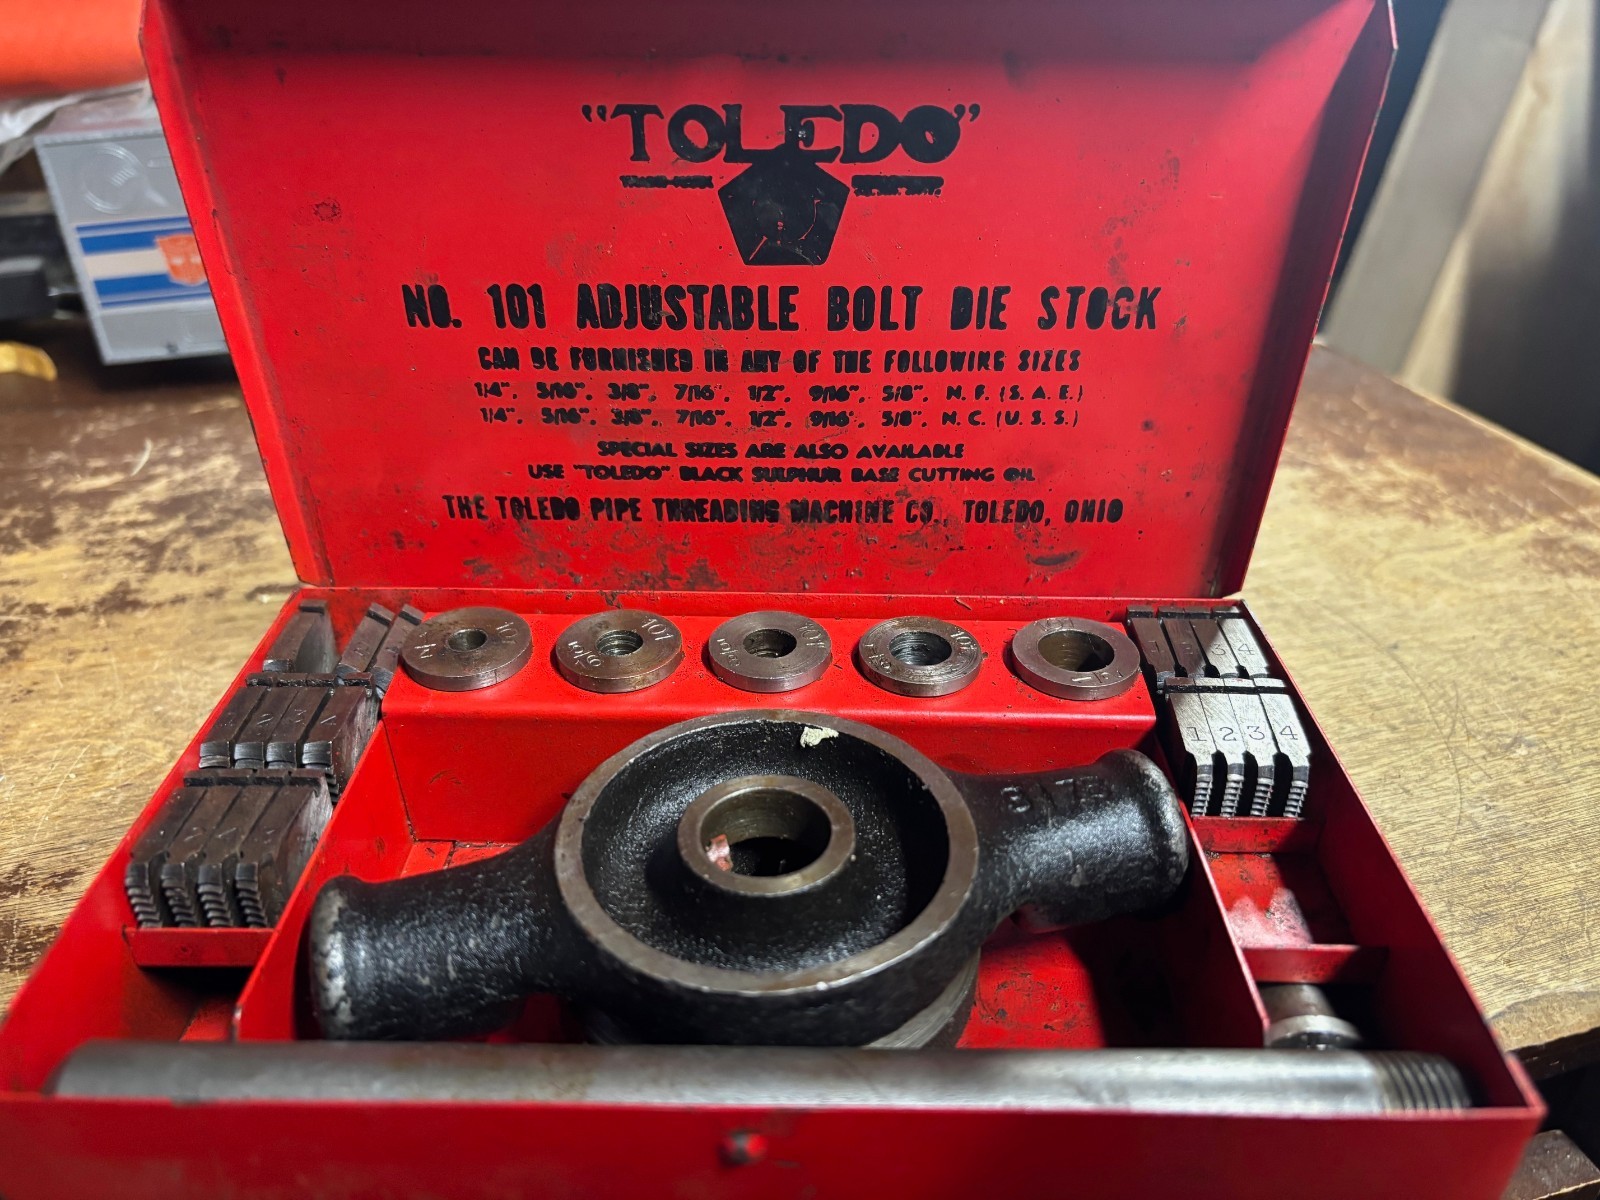 "TOLEDO"
NO. 101 ADJUSTABLE BOLT DIE STOCK
CAN BE FURNISHED IN ANY OF THE FOLLOWING SIZES
1/4", 5/16", 3/8", 7/16", 1/2", 9/16", 5/8", N. F. (S. A. E.)
1/4", 5/16", 3/8", 7/16", 1/2", 9/16", 5/8", N. C. (U. S. S.)
SPECIAL SIZES ARE ALSO AVAILABLE
USE "TOLEDO" BLACK SULPHUR BASE CUTTING OIL
THE TOLEDO PIPE THREADING MACHINE CO., TOLEDO, OHIO
101
101
101
101
3 4
1 2 3 4
2 3 4